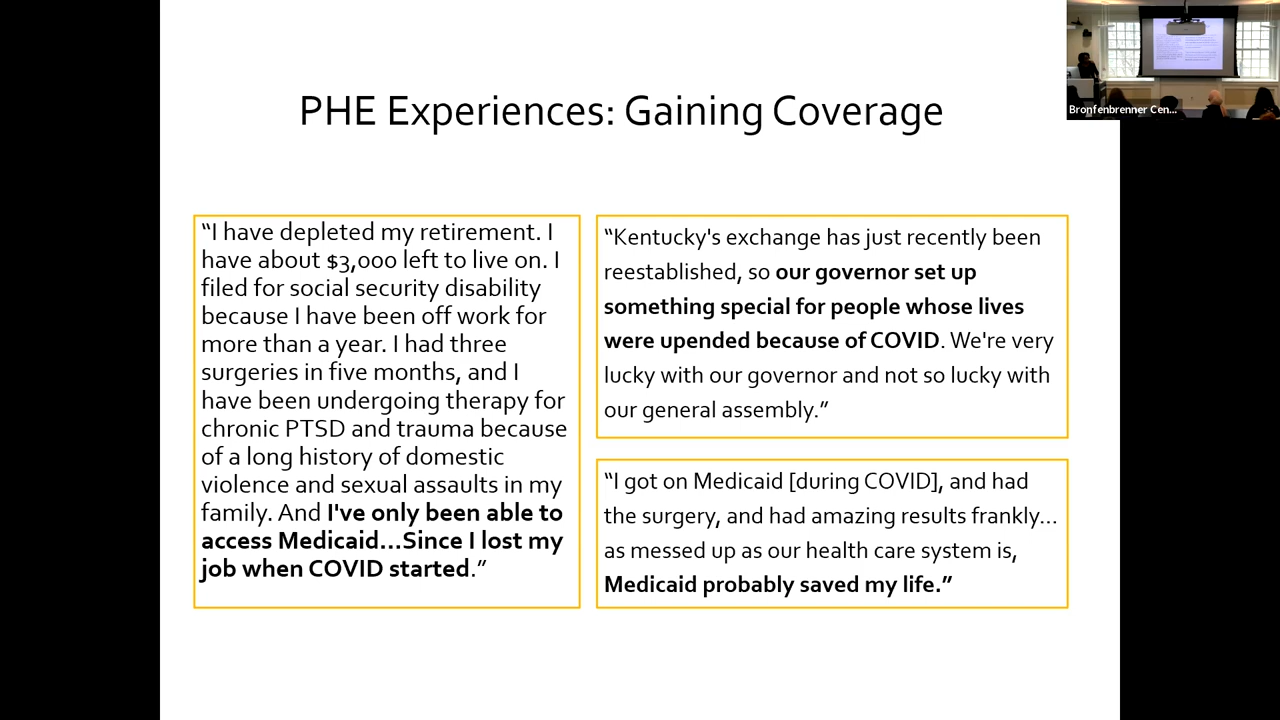 PHE Experiences: Gaining Coverage
“I have depleted my retirement. I
have about $3,000 left to live on. I
filed for social security disability
because I have been off work for
more than a year. I had three
surgeries in five months, and I
have been undergoing therapy for
chronic PTSD and trauma because
of a long history of domestic
violence and sexual assaults in my
family. And I've only been able to
access Medicaid...Since I lost my
job when COVID started.”
“Kentucky's exchange has just recently been
reestablished, so our governor set up
something special for people whose lives
were upended because of COVID. We're very
lucky with our governor and not so lucky with
our general assembly.”
“I got on Medicaid [during COVID], and had
the surgery, and had amazing results frankly...
as messed up as our health care system is,
Medicaid probably saved my life.”
Bronfenbrenner Cen...